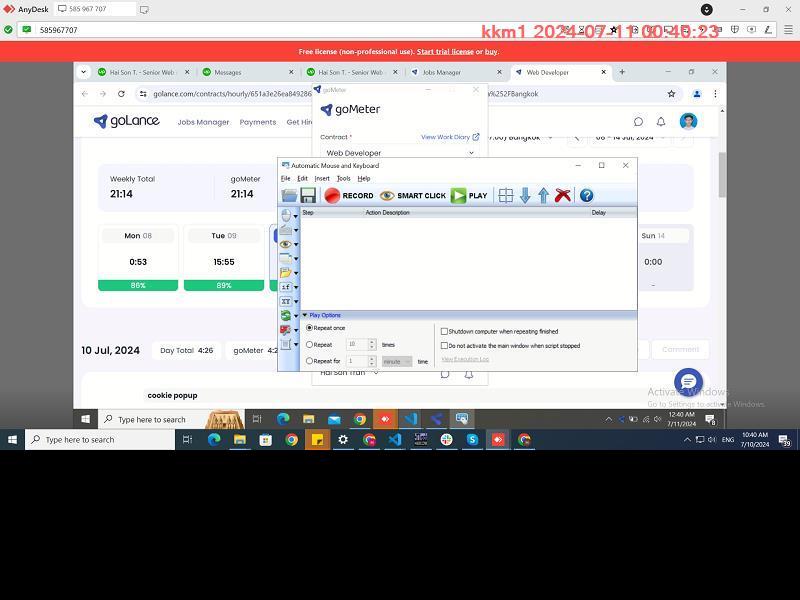 AnyDesk
585 967 707
585967707
kkm1 2024-07-11 00:40:23
Free license (non-professional use). Start trial license or buy.
Hai Son T. - Senior Web
Messages
Hai Son T. - Senior Web
Jobs Manager
Web Developer
golance.com/contracts/hourly/651a3e26ea849286
%252FBangkok
goMeter
goLance
Jobs Manager
Payments
Get Hir
goMeter
Contract *
View Work Diary
Web Developer
07:00) Bangkok
08 - 14 Jul, 2024
Weekly Total
21:14
goMeter
21:14
Automatic Mouse and Keyboard
File Edit Insert Tools Help
RECORD
SMART CLICK
PLAY
Step
Action Description
Delay
Mon 08
0:53
86%
Tue 09
15:55
89%
Sun 14
0:00
-
if
XY
Play Options
Repeat once
Repeat 10 times
Repeat for 1 minute time
Shutdown computer when repeating finished
Do not activate the main window when script stopped
View Execution Log
10 Jul, 2024
Day Total 4:26
goMeter 4:2
Comment
Hai Son Tran
cookie popup
Activate Windows
Go to Settings to activate Windows.
Type here to search
12:40 AM
7/11/2024
Type here to search
ENG
10:40 AM
7/10/2024
39